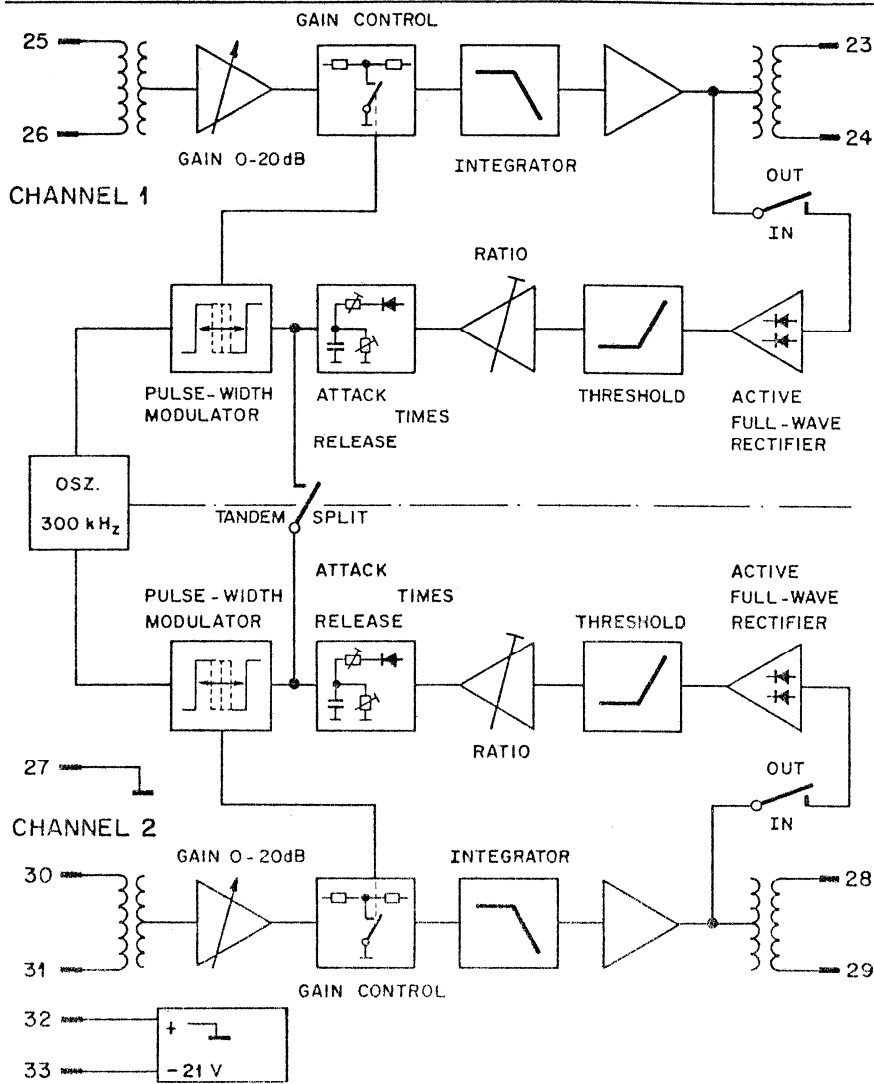 GAIN CONTROL
25
23
26
24
GAIN 0-20dB
INTEGRATOR
OUT
CHANNEL 1
IN
RATIO
PULSE-WIDTH
MODULATOR
ATTACK
TIMES
RELEASE
THRESHOLD
ACTIVE
FULL-WAVE
RECTIFIER
OSZ.
300 kHz
TANDEM
SPLIT
PULSE-WIDTH
MODULATOR
ATTACK
TIMES
RELEASE
THRESHOLD
ACTIVE
FULL-WAVE
RECTIFIER
RATIO
27
OUT
IN
CHANNEL 2
GAIN 0-20dB
INTEGRATOR
30
28
31
29
GAIN CONTROL
32
+
33
-21 V